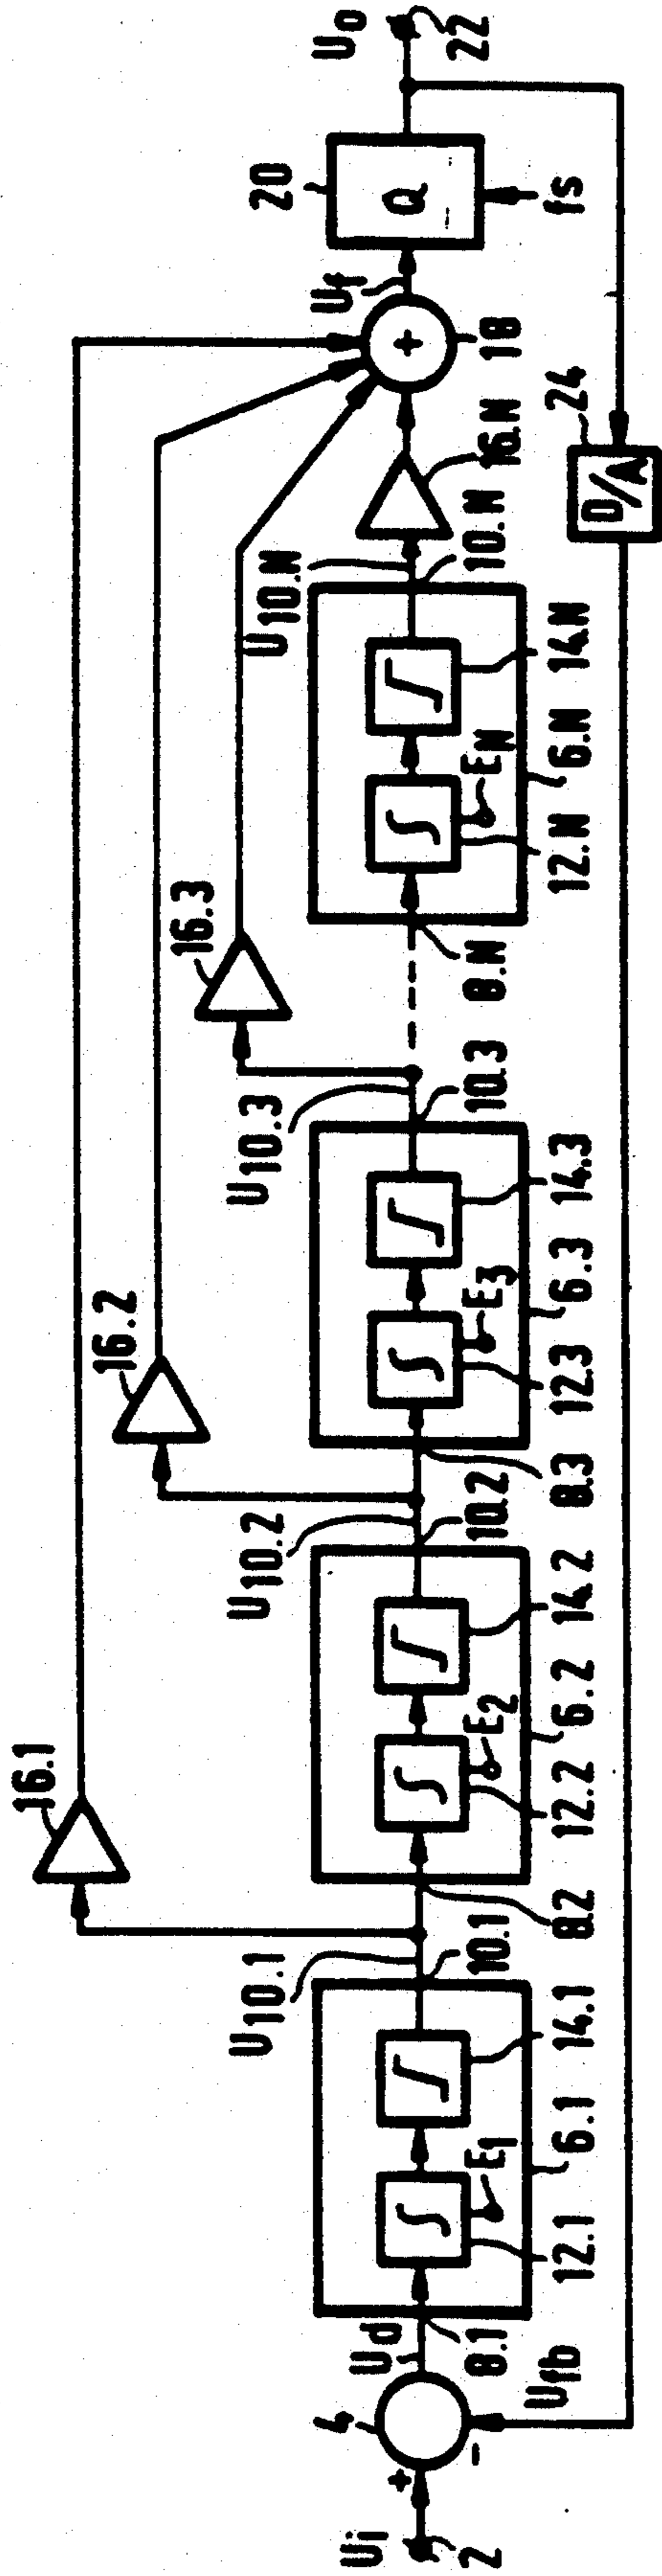 Ui
2
+
-
4
Ud
8.1
Ufb
12.1
E1
14.1
6.1
10.1
U10.1
16.1
8.2
12.2
E2
14.2
6.2
10.2
U10.2
16.2
8.3
12.3
E3
14.3
6.3
10.3
U10.3
16.3
8.N
12.N
EN
14.N
6.N
10.N
U10.N
16.N
+
18
Uf
Q
20
fs
Uo
22
D/A
24